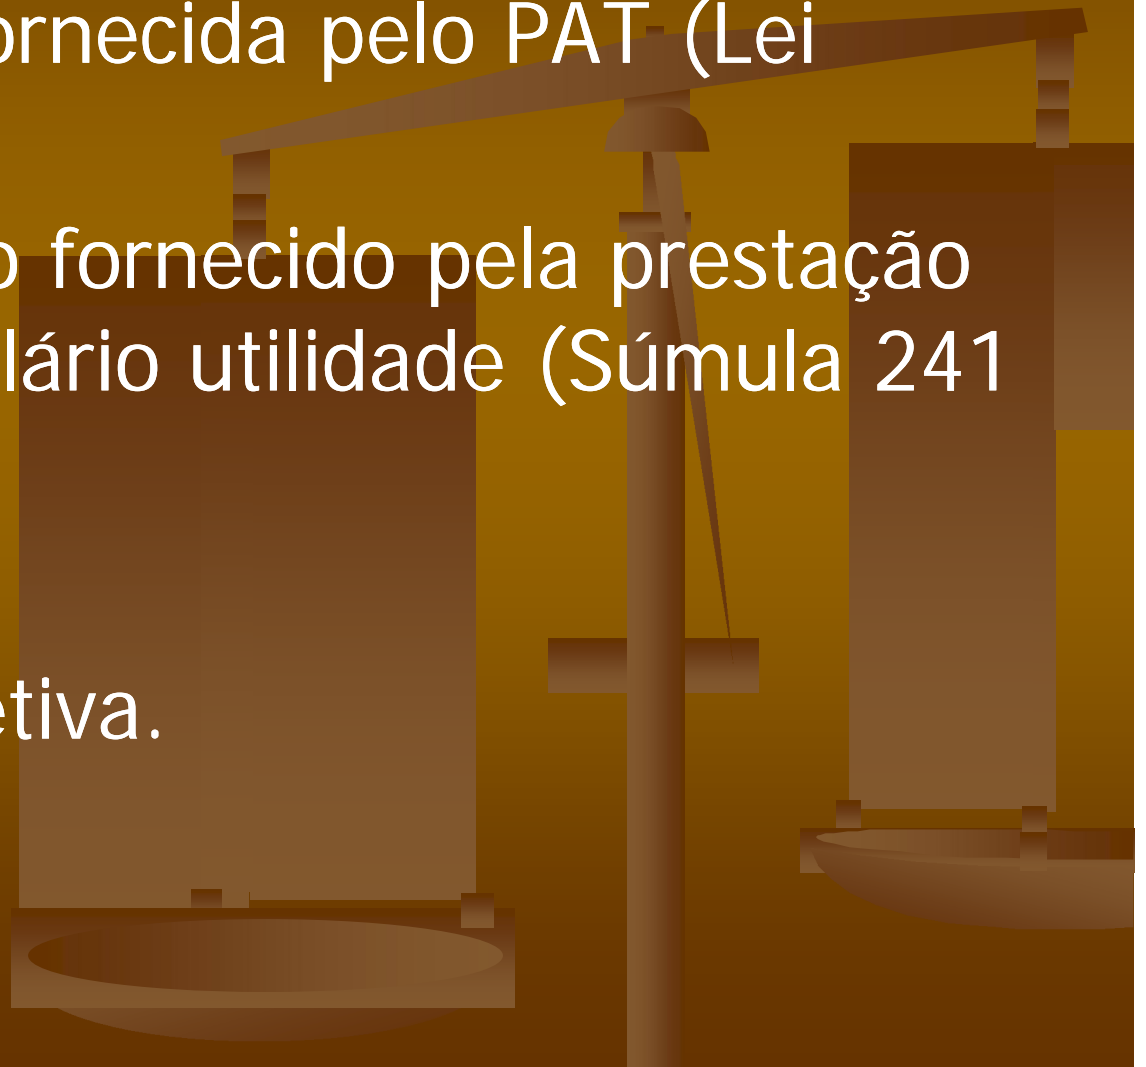 ornecida pelo PAT (Lei
o fornecido pela prestação
lário utilidade (Súmula 241
etiva.